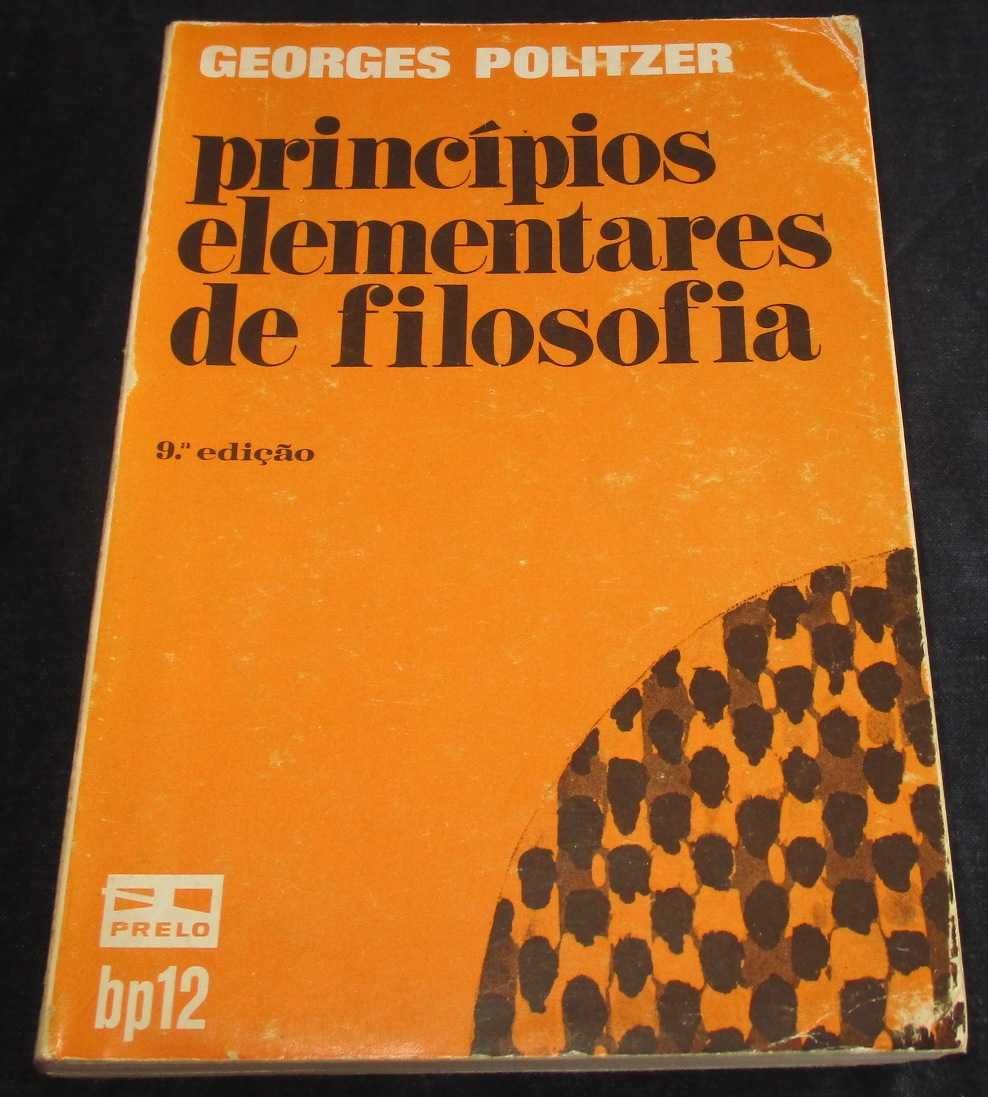 GEORGES POLITZER
princípios
elementares
de filosofia
9.ª edição
PRELO
bp12